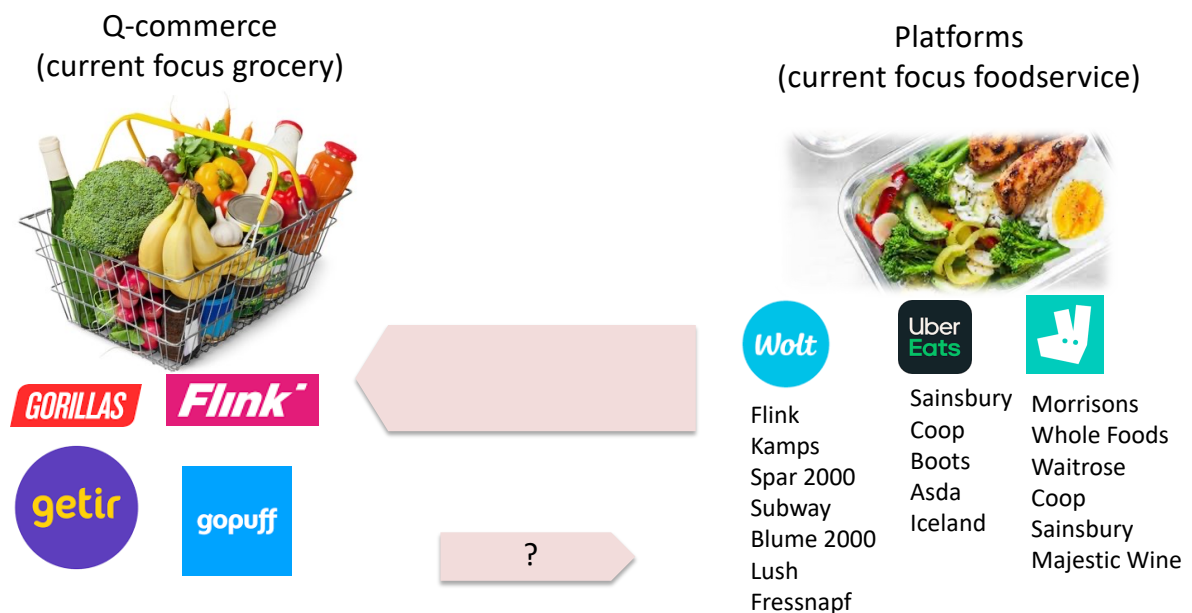 Q-commerce
(current focus grocery)
Platforms
(current focus foodservice)
GORILLAS
Flink
getir
gopuff
?
Wolt
Flink
Kamps
Spar 2000
Subway
Blume 2000
Lush
Fressnapf
Uber
Eats
Sainsbury
Coop
Boots
Asda
Iceland
Morrisons
Whole Foods
Waitrose
Coop
Sainsbury
Majestic Wine